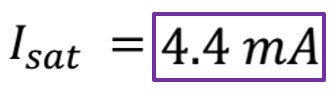 I_sat = 4.4 mA